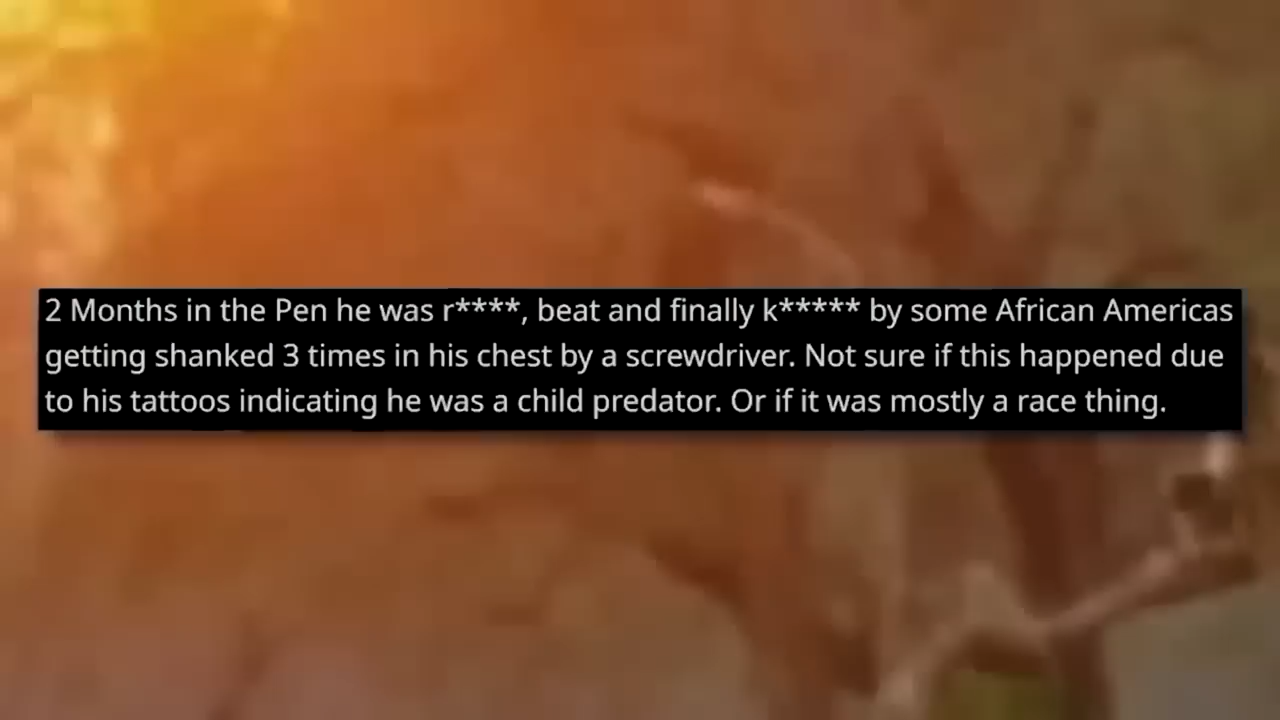 2 Months in the Pen he was r****, beat and finally k***** by some African Americas
getting shanked 3 times in his chest by a screwdriver. Not sure if this happened due
to his tattoos indicating he was a child predator. Or if it was mostly a race thing.